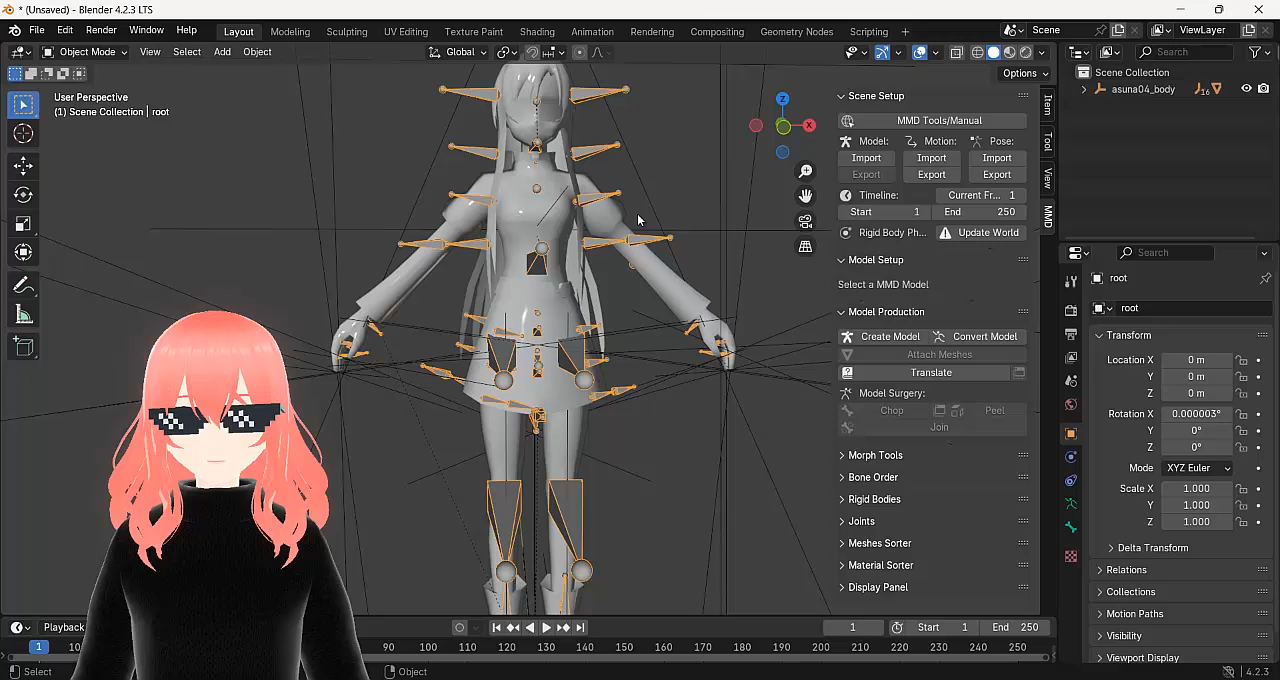 * (Unsaved) - Blender 4.2.3 LTS
File Edit Render Window Help Layout Modeling Sculpting UV Editing Texture Paint Shading Animation Rendering Compositing Geometry Nodes Scripting + Scene ViewLayer
Object Mode View Select Add Object Global Search
Options
User Perspective
(1) Scene Collection | root
Z
X
Scene Collection
asuna04_body 16
Item
Tool
View
MMD
Scene Setup
MMD Tools/Manual
Model: Motion: Pose:
Import Import Import
Export Export Export
Timeline: Current Fr... 1
Start 1 End 250
Rigid Body Ph... Update World
Model Setup
Select a MMD Model
Model Production
Create Model Convert Model
Attach Meshes
Translate
Model Surgery:
Chop Peel
Join
Morph Tools
Bone Order
Rigid Bodies
Joints
Meshes Sorter
Material Sorter
Display Panel
Search
root
root
Transform
Location X 0 m
Y 0 m
Z 0 m
Rotation X 0.000003°
Y 0°
Z 0°
Mode XYZ Euler
Scale X 1.000
Y 1.000
Z 1.000
Delta Transform
Relations
Collections
Motion Paths
Visibility
Viewport Display
Playback 1 Start 1 End 250
1 10 90 100 110 120 130 140 150 160 170 180 190 200 210 220 230 240 250
Select Object 4.2.3